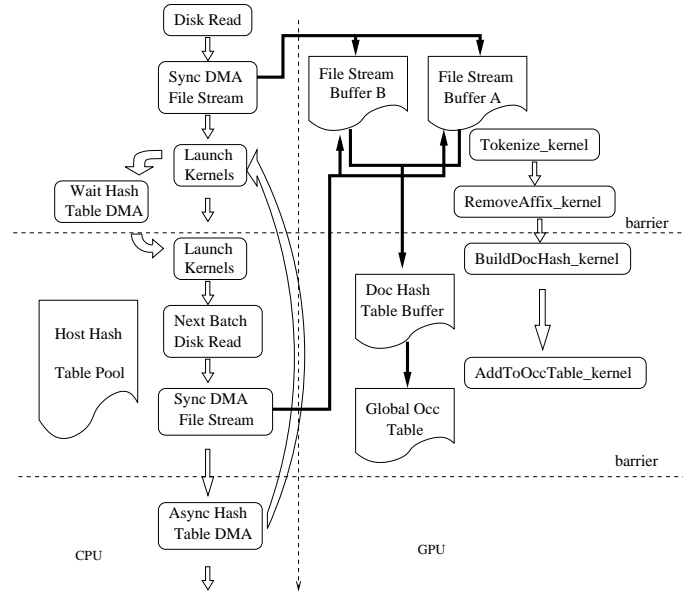 Disk Read
Sync DMA
File Stream
File Stream
Buffer B
File Stream
Buffer A
Launch
Kernels
Tokenize_kernel
Wait Hash
Table DMA
RemoveAffix_kernel
barrier
Launch
Kernels
BuildDocHash_kernel
Host Hash
Table Pool
Next Batch
Disk Read
Doc Hash
Table Buffer
Sync DMA
File Stream
AddToOccTable_kernel
Global Occ
Table
barrier
Async Hash
Table DMA
CPU
GPU